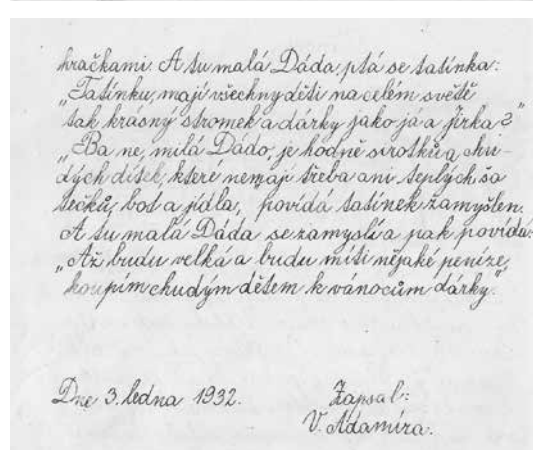 hračkami. A tu malá Dáda ptá se tatínka:
„Tatínku, mají všechny děti na celém světě
tak krasný stromek a dárky jako ja a Jirka?"
„Ba ne, milá Dádo, je hodně sirotků a chu-
dých dítek, které nemají třeba ani teplých ša
tečků, bot a jídla, povídá tatínek zamyšlen.
A tu malá Dáda se zamyslí a pak povídá:
„Až budu velká a budu míti nějaké peníze,
koupím chudým dětem k vánocům dárky."
Dne 3. ledna 1932.
Zapsal:
V. Adamíra.